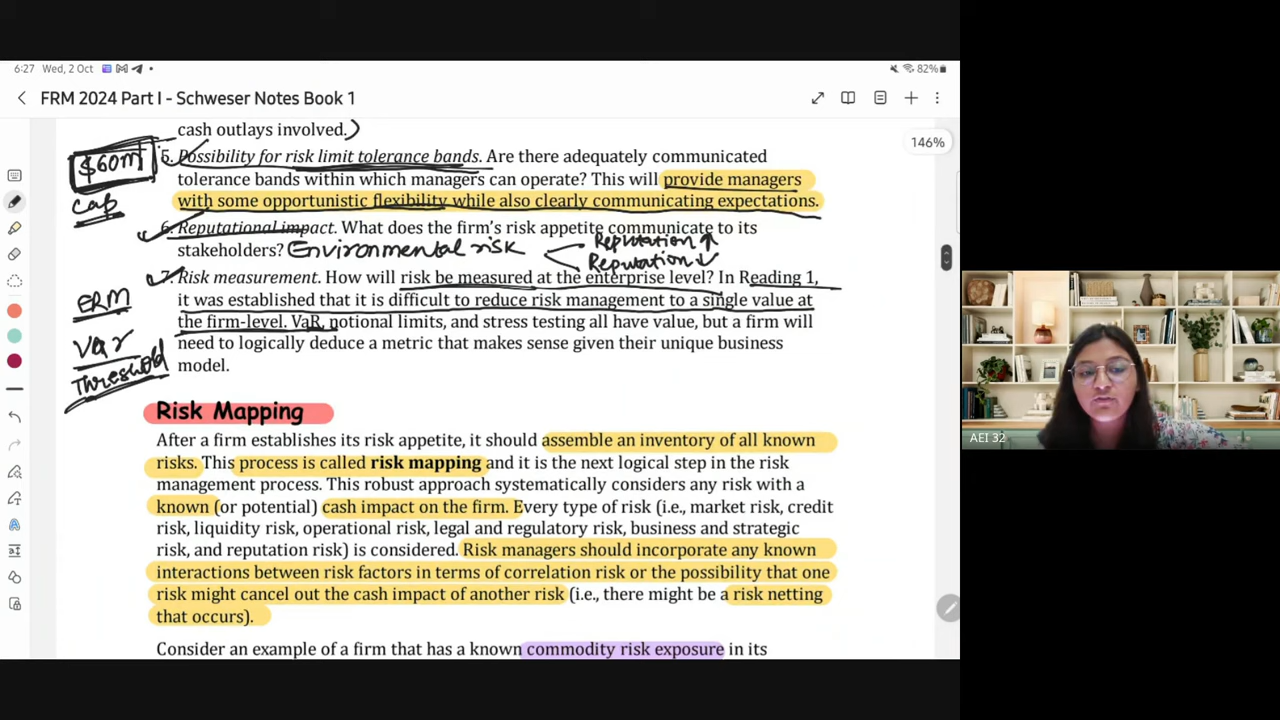 6:27 Wed, 2 Oct
82%
FRM 2024 Part I - Schweser Notes Book 1
146%
cash outlays involved.)
$60m
cap
5. Possibility for risk limit tolerance bands. Are there adequately communicated
tolerance bands within which managers can operate? This will provide managers
with some opportunistic flexibility while also clearly communicating expectations.
6. Reputational impact. What does the firm's risk appetite communicate to its
stakeholders? Environmental risk
Reputation ↑
Reputation ↓
7. Risk measurement. How will risk be measured at the enterprise level? In Reading 1,
it was established that it is difficult to reduce risk management to a single value at
the firm-level. VaR, notional limits, and stress testing all have value, but a firm will
need to logically deduce a metric that makes sense given their unique business
model.
ERM
Var
Threshold
Risk Mapping
After a firm establishes its risk appetite, it should assemble an inventory of all known
risks. This process is called risk mapping and it is the next logical step in the risk
management process. This robust approach systematically considers any risk with a
known (or potential) cash impact on the firm. Every type of risk (i.e., market risk, credit
risk, liquidity risk, operational risk, legal and regulatory risk, business and strategic
risk, and reputation risk) is considered. Risk managers should incorporate any known
interactions between risk factors in terms of correlation risk or the possibility that one
risk might cancel out the cash impact of another risk (i.e., there might be a risk netting
that occurs).
Consider an example of a firm that has a known commodity risk exposure in its
AEI 32